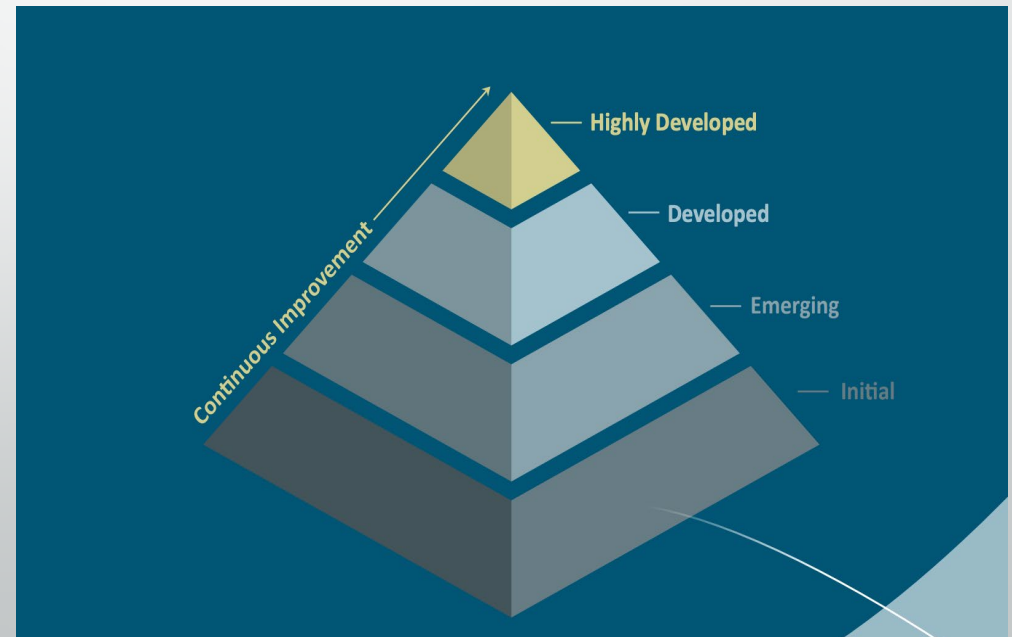 Highly Developed
Developed
Emerging
Initial
Continuous Improvement